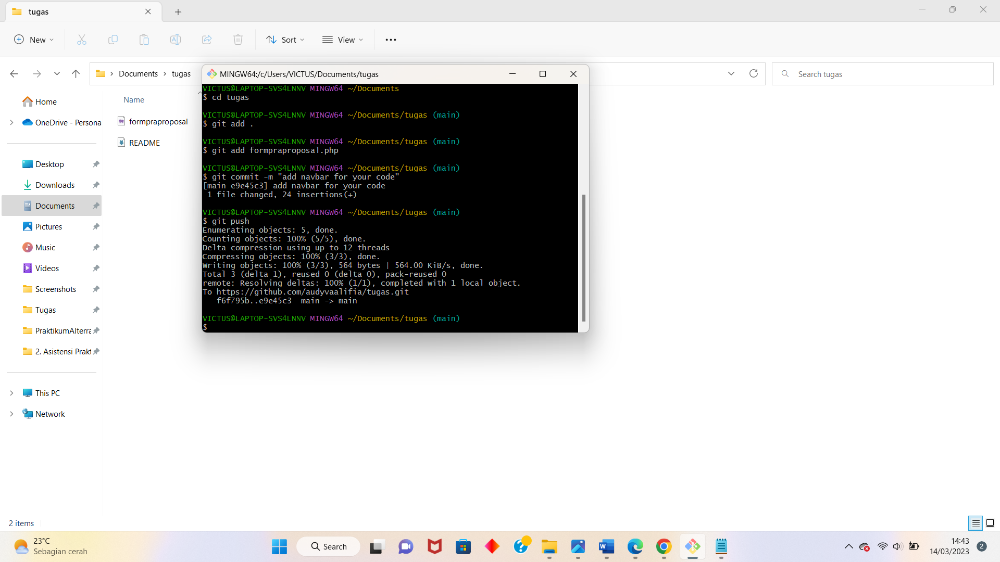 tugas
New
Sort
View
Documents
tugas
Search tugas
Home
OneDrive - Persona
Desktop
Downloads
Documents
Pictures
Music
Videos
Screenshots
Tugas
PraktikumAlterra
2. Asistensi Prakt
This PC
Network
Name
formpraproposal
README
MINGW64:/c/Users/VICTUS/Documents/tugas
VICTUS@LAPTOP-SVS4LNNV MINGW64 ~/Documents
$ cd tugas
VICTUS@LAPTOP-SVS4LNNV MINGW64 ~/Documents/tugas (main)
$ git add .
VICTUS@LAPTOP-SVS4LNNV MINGW64 ~/Documents/tugas (main)
$ git add formpraproposal.php
VICTUS@LAPTOP-SVS4LNNV MINGW64 ~/Documents/tugas (main)
$ git commit -m "add navbar for your code"
[main e9e45c3] add navbar for your code
1 file changed, 24 insertions(+)
VICTUS@LAPTOP-SVS4LNNV MINGW64 ~/Documents/tugas (main)
$ git push
Enumerating objects: 5, done.
Counting objects: 100% (5/5), done.
Delta compression using up to 12 threads
Compressing objects: 100% (3/3), done.
Writing objects: 100% (3/3), 564 bytes | 564.00 KiB/s, done.
Total 3 (delta 1), reused 0 (delta 0), pack-reused 0
remote: Resolving deltas: 100% (1/1), completed with 1 local object.
To https://github.com/audyvaalifia/tugas.git
f6f795b..e9e45c3  main -> main
VICTUS@LAPTOP-SVS4LNNV MINGW64 ~/Documents/tugas (main)
$
2 items
23°C
Sebagian cerah
Search
14:43
14/03/2023
2